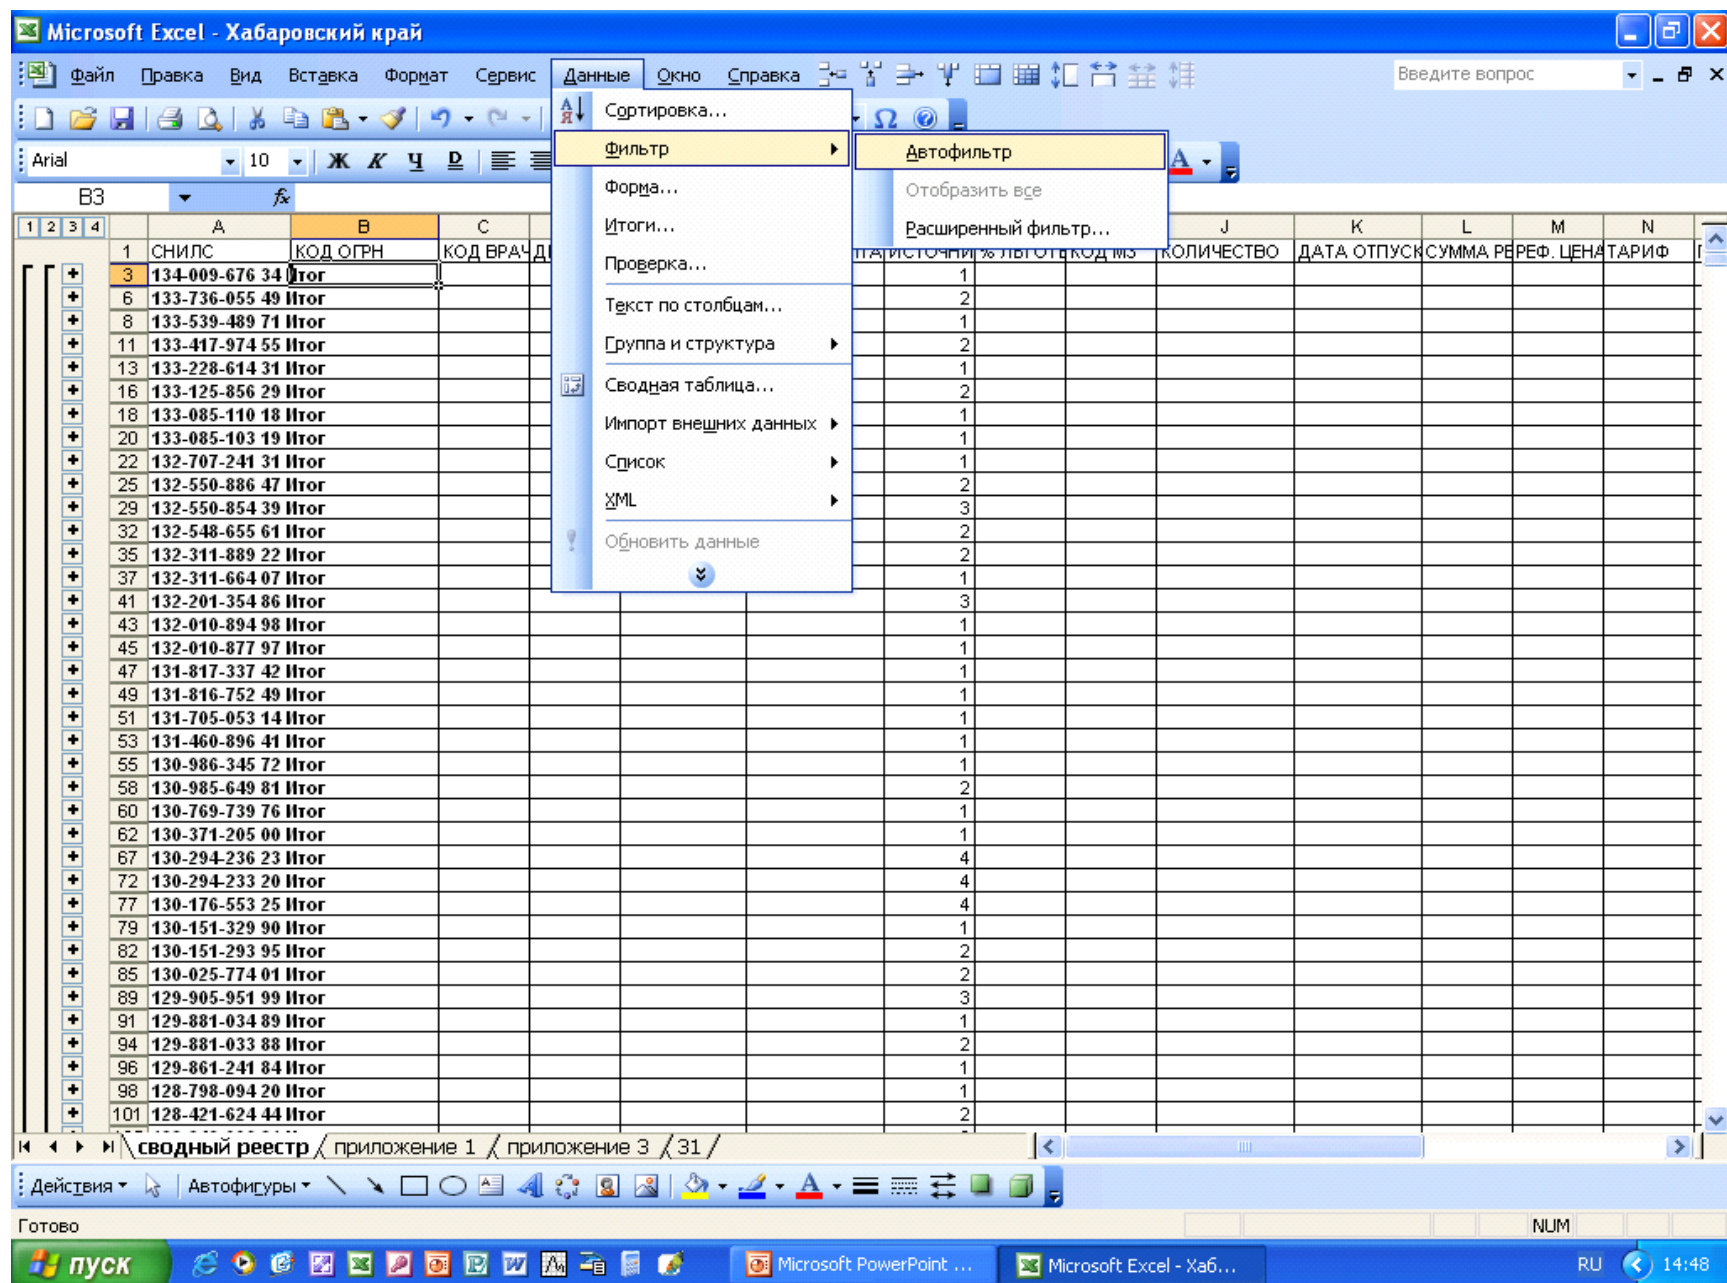 Microsoft Excel - Хабаровский край
Файл Правка Вид Вставка Формат Сервис Данные Окно Справка Введите вопрос
Arial 10 Ж К Ч D
B3 fx
Сортировка...
Фильтр
Форма...
Итоги...
Проверка...
Текст по столбцам...
Группа и структура
Сводная таблица...
Импорт внешних данных
Список
XML
Обновить данные
Автофильтр
Отобразить все
Расширенный фильтр...
1 2 3 4 A B C J K L M N
1 СНИЛС КОД ОГРН КОД ВРАЧ КОЛИЧЕСТВО ДАТА ОТПУСК СУММА РЕ РЕФ. ЦЕНА ТАРИФ
3 134-009-676 34 Итог 1
6 133-736-055 49 Итог 2
8 133-539-489 71 Итог 1
11 133-417-974 55 Итог 2
13 133-228-614 31 Итог 1
16 133-125-856 29 Итог 2
18 133-085-110 18 Итог 1
20 133-085-103 19 Итог 1
22 132-707-241 31 Итог 1
25 132-550-886 47 Итог 2
29 132-550-854 39 Итог 3
32 132-548-655 61 Итог 2
35 132-311-889 22 Итог 2
37 132-311-664 07 Итог 1
41 132-201-354 86 Итог 3
43 132-010-894 98 Итог 1
45 132-010-877 97 Итог 1
47 131-817-337 42 Итог 1
49 131-816-752 49 Итог 1
51 131-705-053 14 Итог 1
53 131-460-896 41 Итог 1
55 130-986-345 72 Итог 1
58 130-985-649 81 Итог 2
60 130-769-739 76 Итог 1
62 130-371-205 00 Итог 1
67 130-294-236 23 Итог 4
72 130-294-233 20 Итог 4
77 130-176-553 25 Итог 4
79 130-151-329 90 Итог 1
82 130-151-293 95 Итог 2
85 130-025-774 01 Итог 2
89 129-905-951 99 Итог 3
91 129-881-034 89 Итог 1
94 129-881-033 88 Итог 2
96 129-861-241 84 Итог 1
98 128-798-094 20 Итог 1
101 128-421-624 44 Итог 2
сводный реестр / приложение 1 / приложение 3 / 31 /
Действия Автофигуры
Готово NUM
пуск Microsoft PowerPoint ... Microsoft Excel - Хаб... RU 14:48